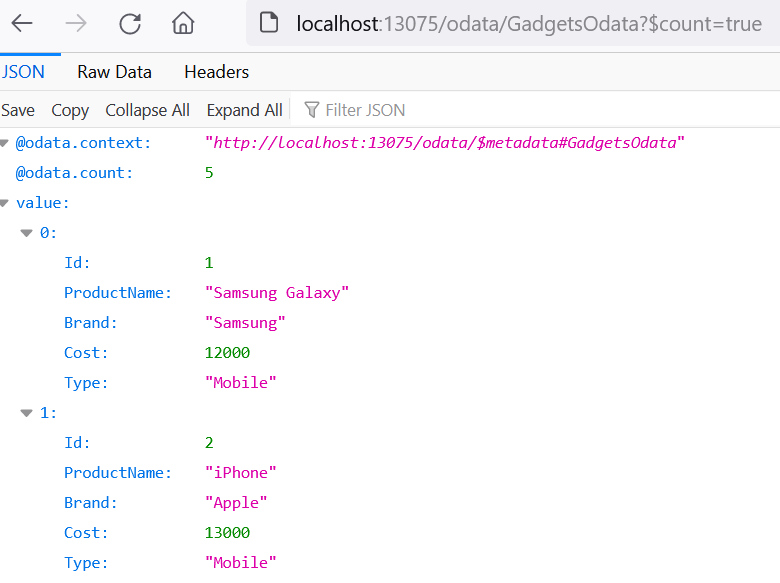 localhost:13075/odata/GadgetsOdata?$count=true
JSON Raw Data Headers
Save Copy Collapse All Expand All Filter JSON
@odata.context: "http://localhost:13075/odata/$metadata#GadgetsOdata"
@odata.count: 5
value:
0:
Id: 1
ProductName: "Samsung Galaxy"
Brand: "Samsung"
Cost: 12000
Type: "Mobile"
1:
Id: 2
ProductName: "iPhone"
Brand: "Apple"
Cost: 13000
Type: "Mobile"